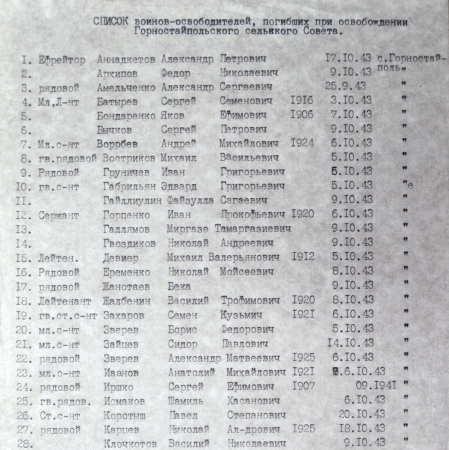 СПИСОК воинов-освободителей, погибших при освобождении
Горностайпольского сельского Совета.
1. Ефрейтор Аннадкетов Александр Петрович 17.10.43 с.Горностай-
поль"
2. Архипов Федор Николаевич 9.10.43
3. рядовой Амельченко Александр Сергеевич 25.9.43 "
4. Мл.Л-нт Батырев Сергей Семенович 1916 3.10.43 "
5. Бондаренко Яков Ефимович 1906 7.10.43 "
6. Бычков Сергей Петрович 9.10.43 "
7. Мл.с-нт Воробев Андрей Михайлович 1924 6.10.43 "
8. гв.рядовой Востриков Михаил Васильевич 5.10.43 "
9. Рядовой Груничев Иван Григорьевич 5.10.43 "
10. гв.с-нт Габрильян Эдвард Григорьевич 5.10.43 "е
11. Гайллиулин Файзулла Сагаевич 9.10.43 "
12. Сержант Горпенко Иван Прокофьевич 1920 6.10.43 "
13. Галлямов Миргазе Тамаргазиевич 9.10.43 "
14. Гвоздиков Николай Андреевич 9.10.43 "
15. Лейтен. Девиер Михаил Валерьянович 1912 5.10.43 "
16. Рядовой Еременко Николай Мойсеевич 8.10.43 "
17. рядовой Жанотаев Бека 9.10.43 "
18. Лейтенант Жалбенин Василий Трофимович 1920 8.10.43 "
19. гв.ст.с-нт Захаров Семен Кузьмич 1921 6.10.43 "
20. мл.с-нт Зверев Борис Федорович 5.10.43 "
21. мл.с-нт Зайцев Сидор Павлович 14.10.43 "
22. рядовой Зверев Александр Матвеевич 1925 6.10.43 "
23. мл.с-нт Иванов Анатолий Михайлович 1921 6.10.43 "
24. рядовой Иршко Сергей Ефимович 1907 09.1941 "
25. гв.рядов. Исмаков Шамиль Хасанович 6.10.43 "
26. Ст.с-нт Коротыш Павел Степанович 20.10.43 "
27. рядовой Карцев Николай Ал-дрович 1925 18.10.43 "
28. Клочкотов Василий Николаевич 9.10.43 "